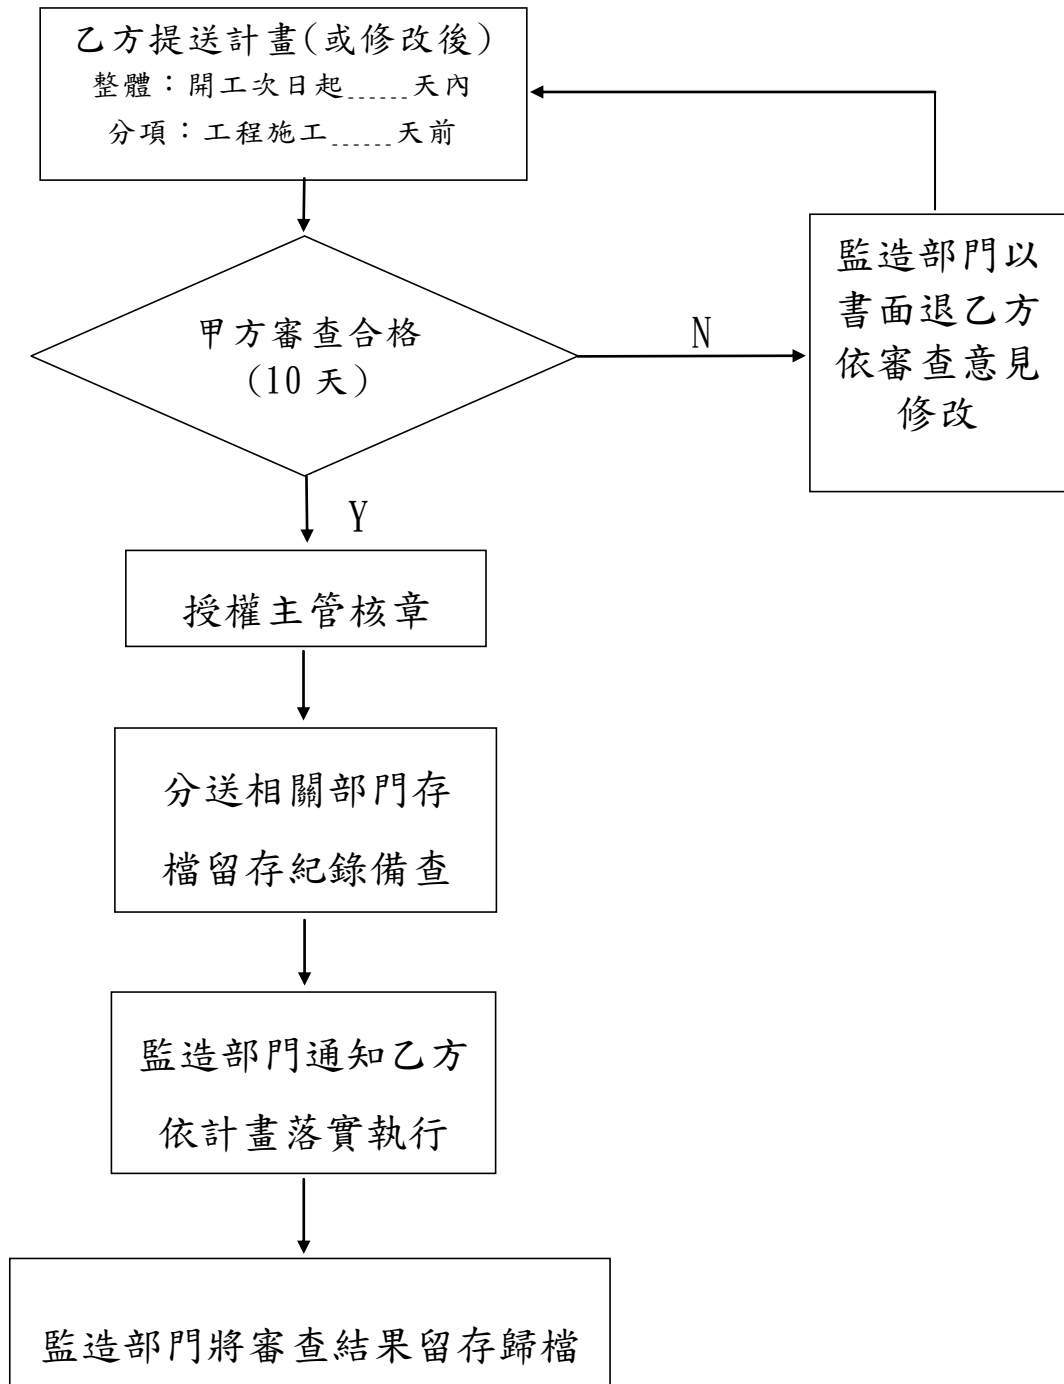 乙方提送計畫(或修改後)
整體：開工次日起______天內
分項：工程施工______天前
甲方審查合格
(10 天)
N
監造部門以
書面退乙方
依審查意見
修改
Y
授權主管核章
分送相關部門存
檔留存紀錄備查
監造部門通知乙方
依計畫落實執行
監造部門將審查結果留存歸檔